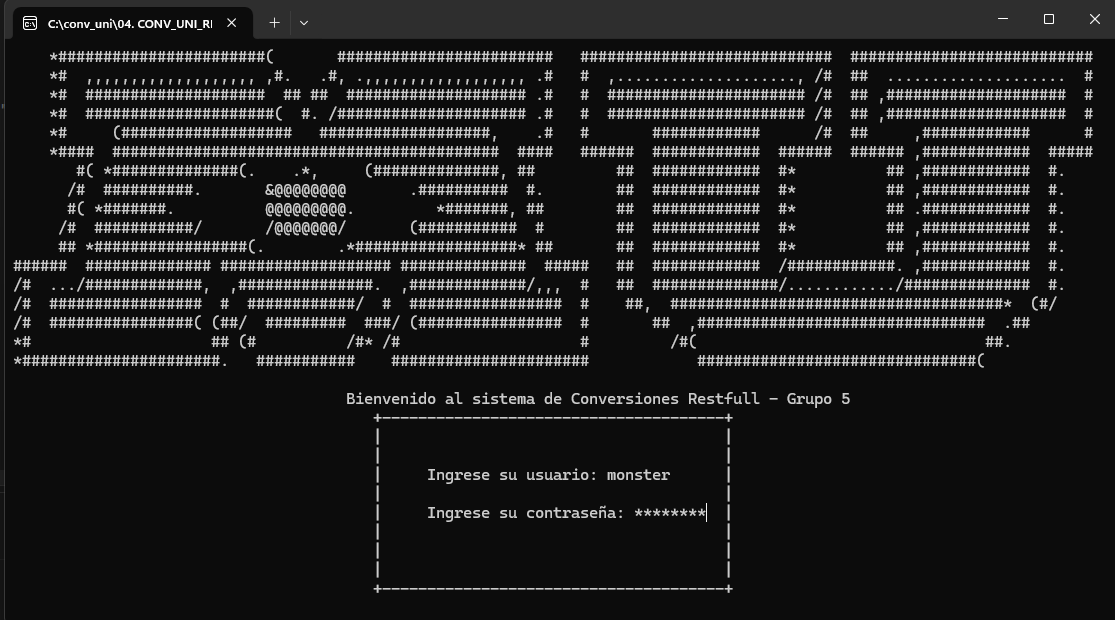 C:\conv_uni\04. CONV_UNI_RI
Bienvenido al sistema de Conversiones Restfull - Grupo 5
Ingrese su usuario: monster
Ingrese su contraseña: ********